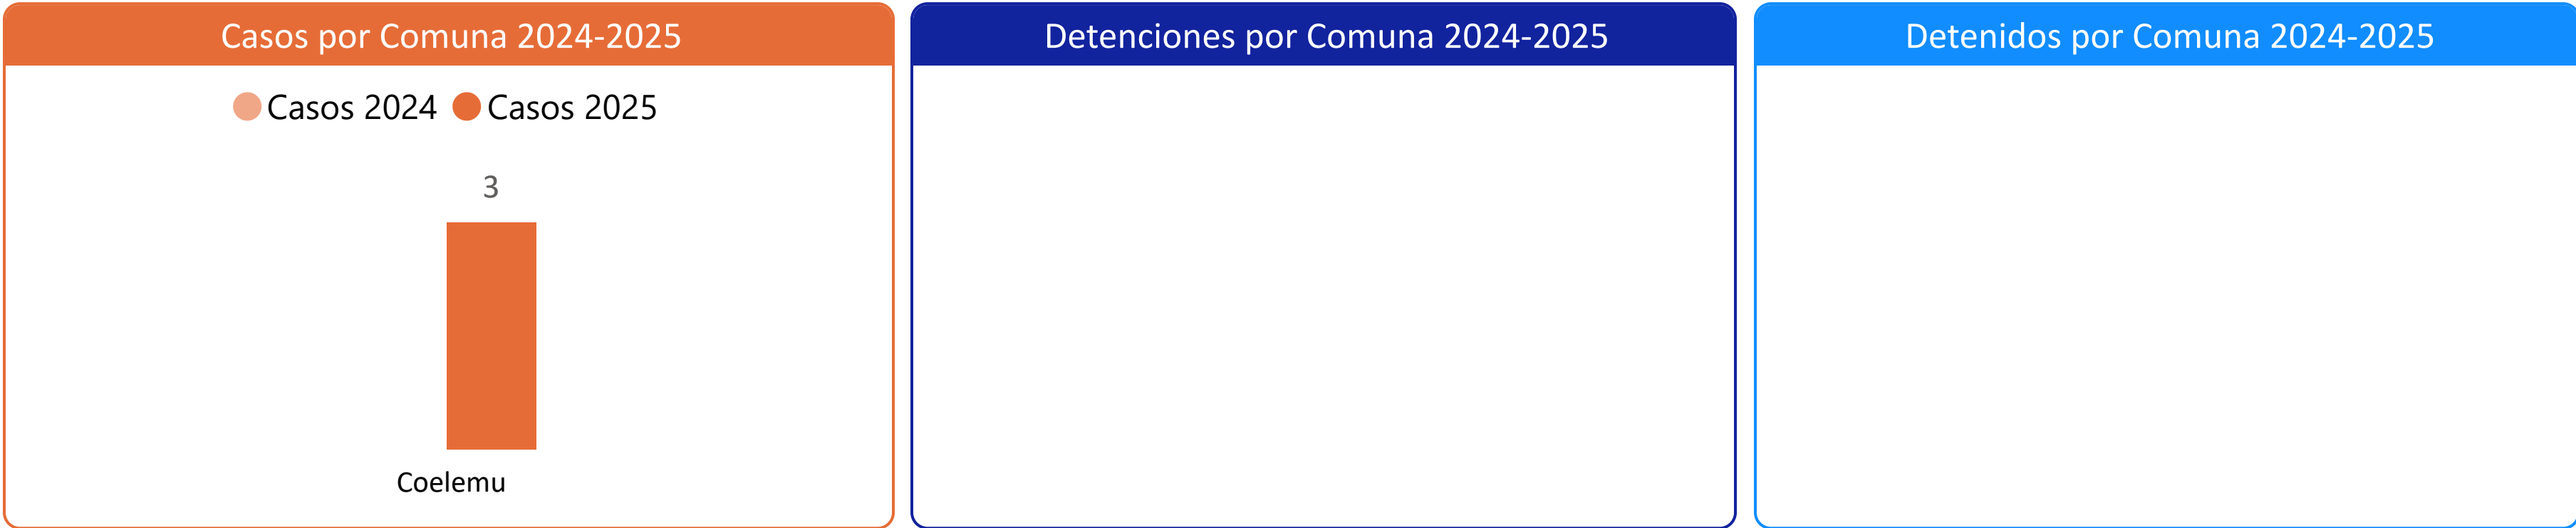 Casos por Comuna 2024-2025
Casos 2024 Casos 2025
3
Coelemu
Detenciones por Comuna 2024-2025
Detenidos por Comuna 2024-2025